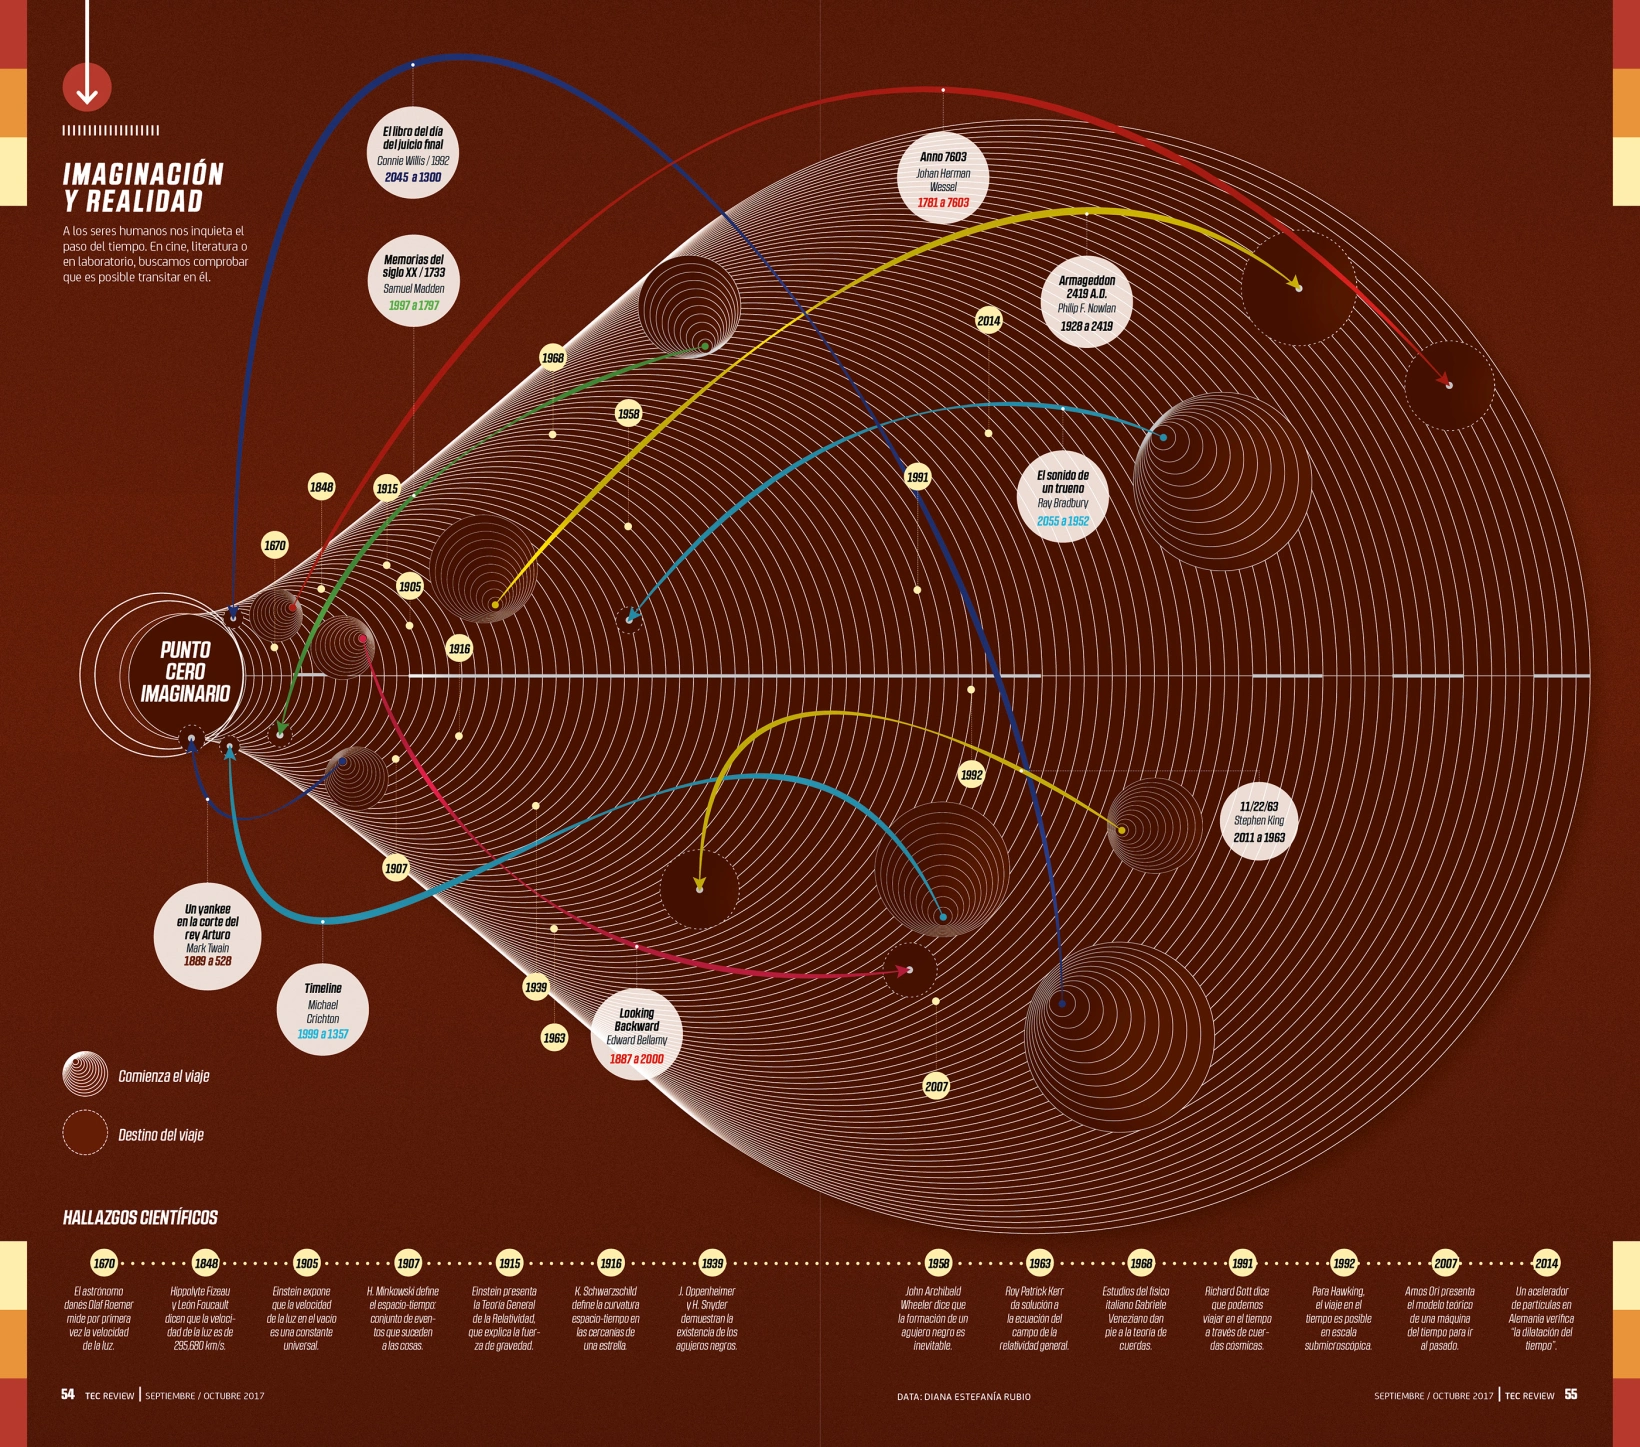 IMAGINACIÓN
Y REALIDAD
A los seres humanos nos inquieta el
paso del tiempo. En cine, literatura o
en laboratorio, buscamos comprobar
que es posible transitar en él.
El libro del día
del juicio final
Connie Willis / 1992
2045 a 1300
Memorias del
siglo XX / 1733
Samuel Madden
1997 a 1797
Anno 7603
Johan Herman
Wessel
1781 a 7603
Armageddon
2419 A.D.
Philip F. Nowlan
1928 a 2419
2014
1968
1958
El sonido de
un trueno
Ray Bradbury
2055 a 1952
1991
1848
1915
1670
1905
1916
PUNTO
CERO
IMAGINARIO
1992
11/22/63
Stephen King
2011 a 1963
1907
Un yankee
en la corte del
rey Arturo
Mark Twain
1889 a 528
Timeline
Michael
Crichton
1999 a 1357
1939
1963
Looking
Backward
Edward Bellamy
1887 a 2000
2007
Comienza el viaje
Destino del viaje
HALLAZGOS CIENTÍFICOS
1670
El astrónomo
danés Olaf Roemer
mide por primera
vez la velocidad
de la luz.
1848
Hippolyte Fizeau
y León Foucault
dicen que la veloci-
dad de la luz es de
295,680 km/s.
1905
Einstein expone
que la velocidad
de la luz en el vacío
es una constante
universal.
1907
H. Minkowski define
el espacio-tiempo:
conjunto de even-
tos que suceden
a las cosas.
1915
Einstein presenta
la Teoría General
de la Relatividad,
que explica la fuer-
za de gravedad.
1916
K. Schwarzschild
define la curvatura
espacio-tiempo en
las cercanías de
una estrella.
1939
J. Oppenheimer
y H. Snyder
demuestran la
existencia de los
agujeros negros.
1958
John Archibald
Wheeler dice que
la formación de un
agujero negro es
inevitable.
1963
Roy Patrick Kerr
da solución a
la ecuación del
campo de la
relatividad general.
1968
Estudios del físico
italiano Gabriele
Veneziano dan
pie a la teoría de
cuerdas.
1991
Richard Gott dice
que podemos
viajar en el tiempo
a través de cuer-
das cósmicas.
1992
Para Hawking,
el viaje en el
tiempo es posible
en escala
submicroscópica.
2007
Amos Ori presenta
el modelo teórico
de una máquina
del tiempo para ir
al pasado.
2014
Un acelerador
de partículas en
Alemania verifica
"la dilatación del
tiempo".
54 TEC REVIEW | SEPTIEMBRE / OCTUBRE 2017
DATA: DIANA ESTEFANÍA RUBIO
SEPTIEMBRE / OCTUBRE 2017 | TEC REVIEW 55